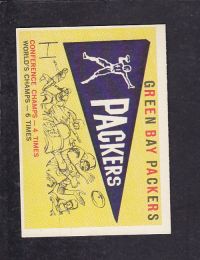 GREEN BAY PACKERS
PACKERS
CONFERENCE CHAMPS — 4 TIMES
WORLD'S CHAMPS — 6 TIMES